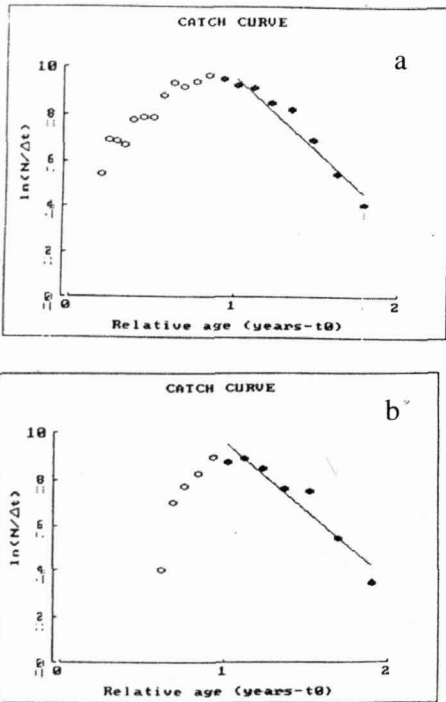 CATCH CURVE
a
10
8
6
4
2
0
ln(N/Δt)
0 1 2
Relative age (years-t0)
CATCH CURVE
b
10
8
6
4
2
0
ln(N/Δt)
0 1 2
Relative age (years-t0)